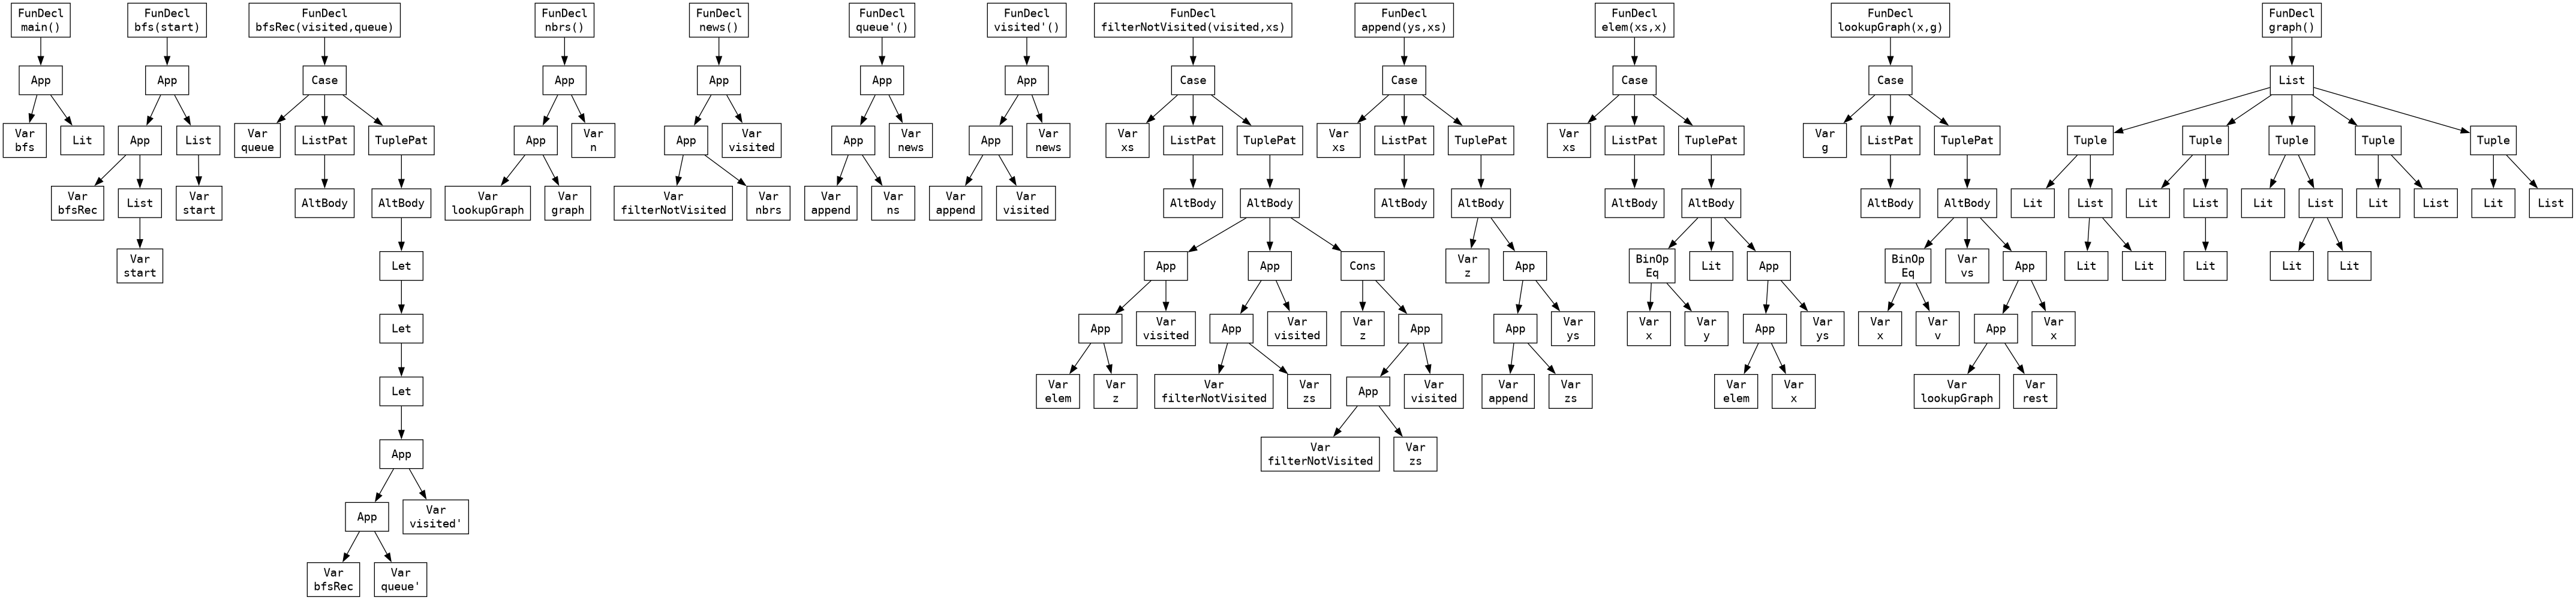 FunDecl
main()
FunDecl
bfs(start)
FunDecl
bfsRec(visited,queue)
FunDecl
nbrs()
FunDecl
news()
FunDecl
queue'()
FunDecl
visited'()
FunDecl
filterNotVisited(visited,xs)
FunDecl
append(ys,xs)
FunDecl
elem(xs,x)
FunDecl
lookupGraph(x,g)
FunDecl
graph()
App
App
Case
App
App
App
App
Case
Case
Case
Case
List
Var
bfs
Lit
App
List
Var
queue
ListPat
TuplePat
App
Var
n
App
Var
visited
App
Var
news
App
Var
news
Var
xs
ListPat
TuplePat
Var
xs
ListPat
TuplePat
Var
xs
ListPat
TuplePat
Var
g
ListPat
TuplePat
Tuple
Tuple
Tuple
Tuple
Tuple
Var
bfsRec
List
Var
start
AltBody
AltBody
Var
lookupGraph
Var
graph
Var
filterNotVisited
Var
nbrs
Var
append
Var
ns
Var
append
Var
visited
AltBody
AltBody
AltBody
AltBody
AltBody
AltBody
AltBody
AltBody
Lit
List
Lit
List
Lit
List
Lit
List
Lit
List
Var
start
Let
App
App
Cons
Var
z
App
BinOp
Eq
Lit
App
BinOp
Eq
Var
vs
App
Lit
Lit
Lit
Lit
Lit
Let
App
Var
visited
App
Var
visited
Var
z
App
App
Var
ys
Var
x
Var
y
App
Var
ys
Var
x
Var
v
App
Var
x
Let
Var
elem
Var
z
Var
filterNotVisited
Var
zs
App
Var
visited
Var
append
Var
zs
Var
elem
Var
x
Var
lookupGraph
Var
rest
App
Var
filterNotVisited
Var
zs
App
Var
visited'
Var
bfsRec
Var
queue'